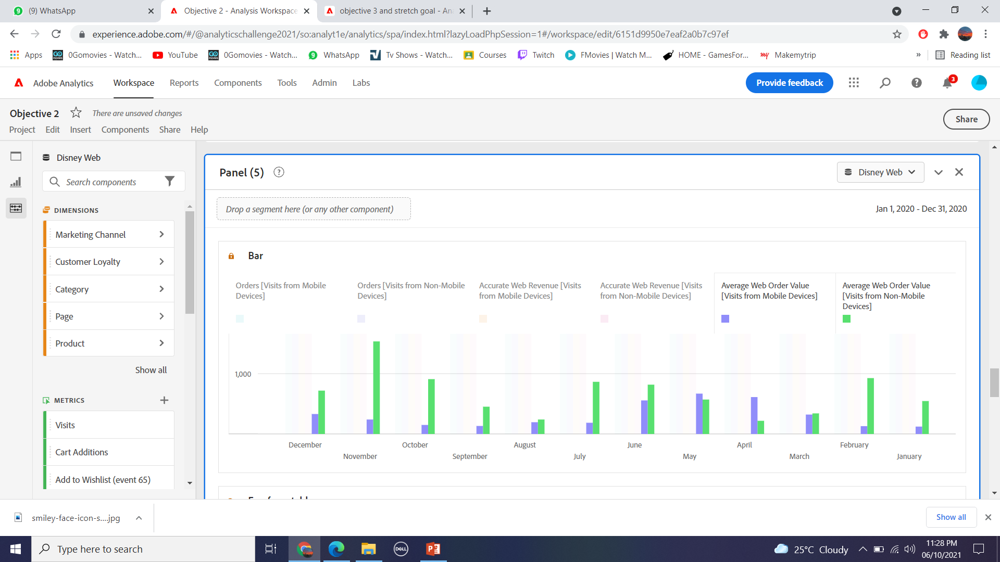 (9) WhatsApp
Objective 2 - Analysis Workspace
objective 3 and stretch goal - An
experience.adobe.com/#/@analyticschallenge2021/so:analyt1e/analytics/spa/index.html?lazyLoadPhpSession=1#/workspace/edit/6151d9950e7eaf2a0b7c97ef
Apps
0Gomovies - Watch...
YouTube
0Gomovies - Watch...
WhatsApp
Tv Shows - Watch...
Courses
Twitch
FMovies | Watch M...
HOME - GamesFor...
my Makemytrip
»
Reading list
Adobe Analytics
Workspace
Reports
Components
Tools
Admin
Labs
Provide feedback
3
Objective 2
There are unsaved changes
Project
Edit
Insert
Components
Share
Help
Share
Disney Web
Search components
DIMENSIONS
Marketing Channel
Customer Loyalty
Category
Page
Product
Show all
METRICS
Visits
Cart Additions
Add to Wishlist (event 65)
Panel (5)
Disney Web
Drop a segment here (or any other component)
Jan 1, 2020 - Dec 31, 2020
Bar
Orders [Visits from Mobile
Devices]
Orders [Visits from Non-Mobile
Devices]
Accurate Web Revenue [Visits
from Mobile Devices]
Accurate Web Revenue [Visits
from Non-Mobile Devices]
Average Web Order Value
[Visits from Mobile Devices]
Average Web Order Value
[Visits from Non-Mobile
Devices]
1,000
December
November
October
September
August
July
June
May
April
March
February
January
smiley-face-icon-s....jpg
Show all
Type here to search
DELL
25°C Cloudy
11:28 PM
06/10/2021